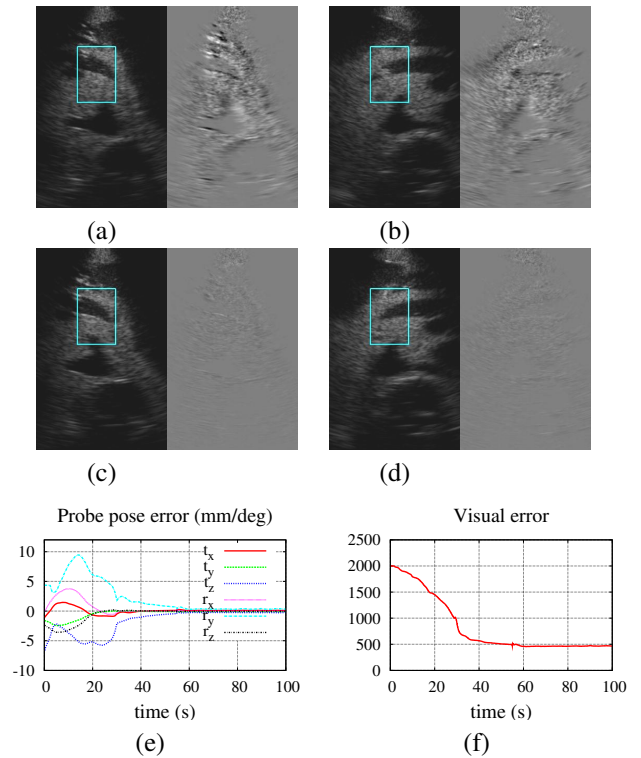 (a) (b)
(c) (d)
Probe pose error (mm/deg)
10
5
0
-5
-10
0 20 40 60 80 100
time (s)
t_x
t_y
t_z
r_x
r_y
r_z
(e)
Visual error
2500
2000
1500
1000
500
0
0 20 40 60 80 100
time (s)
(f)